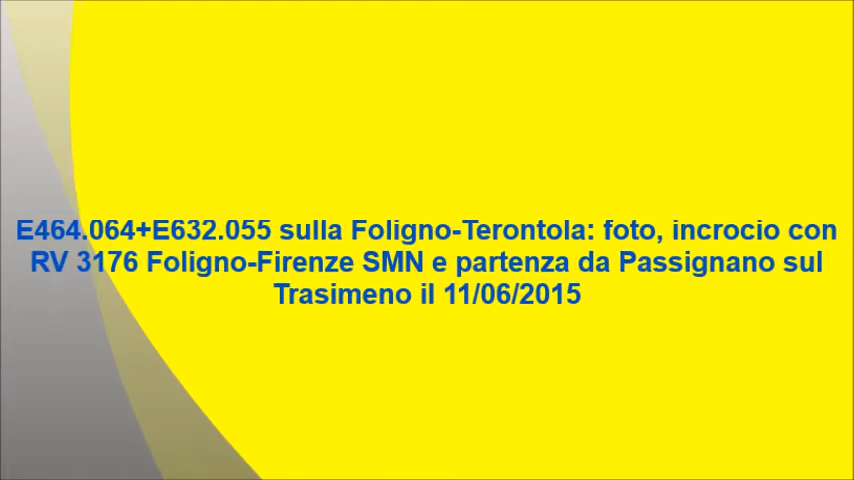 E464.064+E632.055 sulla Foligno-Terontola: foto, incrocio con
RV 3176 Foligno-Firenze SMN e partenza da Passignano sul
Trasimeno il 11/06/2015